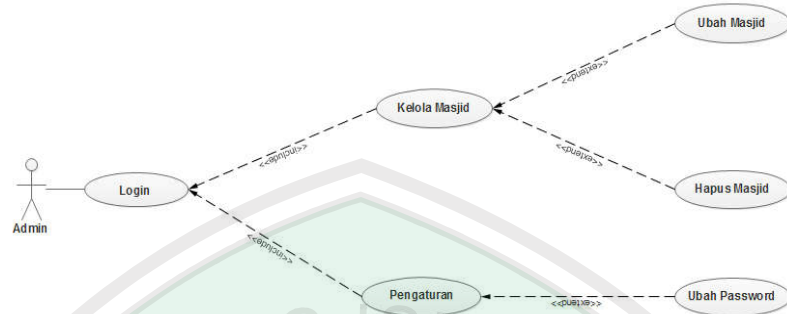 Ubah Masjid
<<extend>>
Kelola Masjid
<<include>>
<<extend>>
Login
Hapus Masjid
Admin
<<include>>
Pengaturan
<<extend>>
Ubah Password